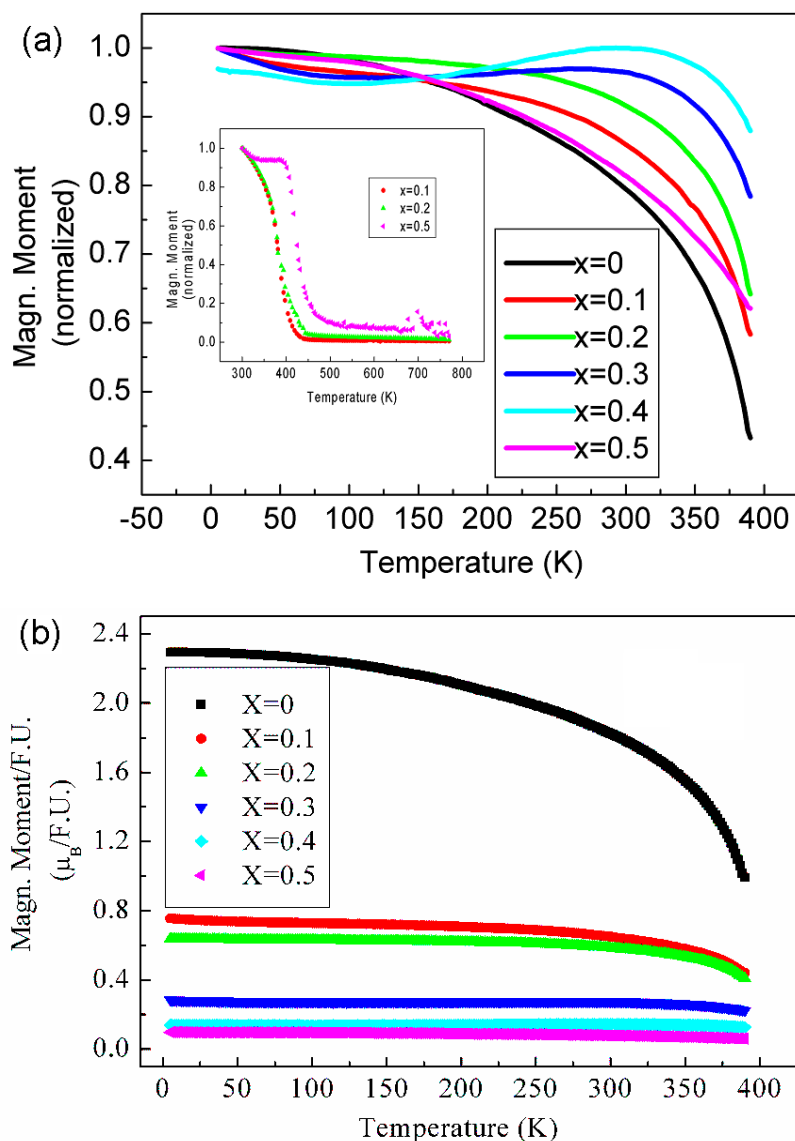 (a)
Magn. Moment
(normalized)
1.0
0.9
0.8
0.7
0.6
0.5
0.4
-50 0 50 100 150 200 250 300 350 400
Temperature (K)
Magn. Moment
(normalized)
1.0
0.8
0.6
0.4
0.2
0.0
300 400 500 600 700 800
Temperature (K)
x=0.1
x=0.2
x=0.5
x=0
x=0.1
x=0.2
x=0.3
x=0.4
x=0.5
(b)
Magn. Moment/F.U.
(μB/F.U.)
2.4
2.0
1.6
1.2
0.8
0.4
0.0
X=0
X=0.1
X=0.2
X=0.3
X=0.4
X=0.5
0 50 100 150 200 250 300 350 400
Temperature (K)